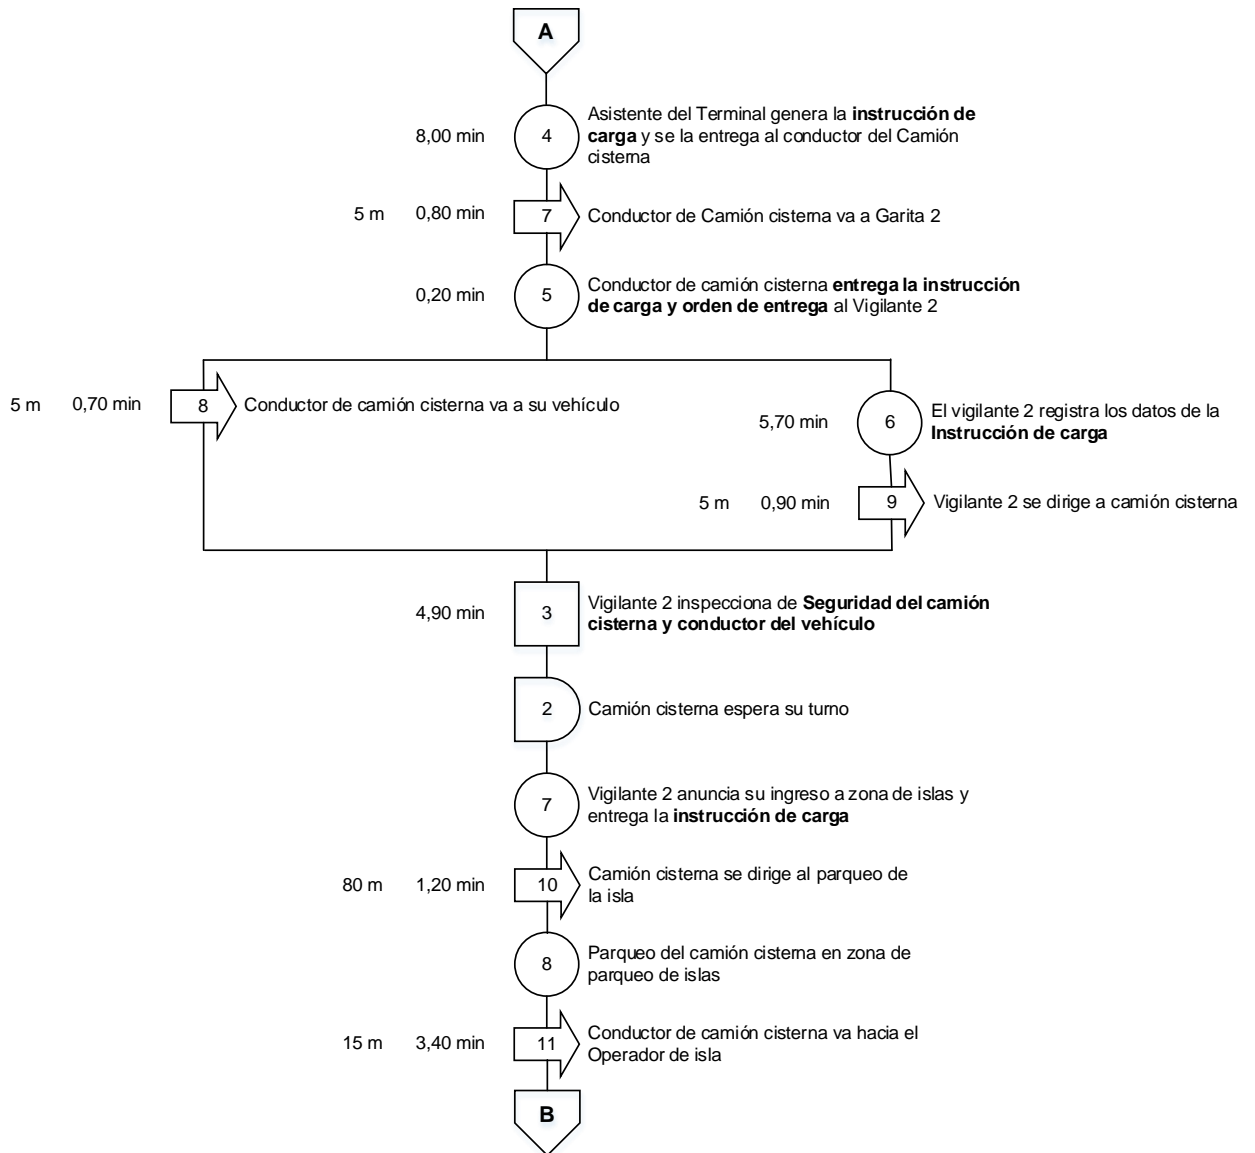 A
8,00 min
4
Asistente del Terminal genera la instrucción de
carga y se la entrega al conductor del Camión
cisterna
5 m
0,80 min
7
Conductor de Camión cisterna va a Garita 2
0,20 min
5
Conductor de camión cisterna entrega la instrucción
de carga y orden de entrega al Vigilante 2
5 m
0,70 min
8
Conductor de camión cisterna va a su vehículo
5,70 min
6
El vigilante 2 registra los datos de la
Instrucción de carga
5 m
0,90 min
9
Vigilante 2 se dirige a camión cisterna
4,90 min
3
Vigilante 2 inspecciona de Seguridad del camión
cisterna y conductor del vehículo
2
Camión cisterna espera su turno
7
Vigilante 2 anuncia su ingreso a zona de islas y
entrega la instrucción de carga
80 m
1,20 min
10
Camión cisterna se dirige al parqueo de
la isla
8
Parqueo del camión cisterna en zona de
parqueo de islas
15 m
3,40 min
11
Conductor de camión cisterna va hacia el
Operador de isla
B